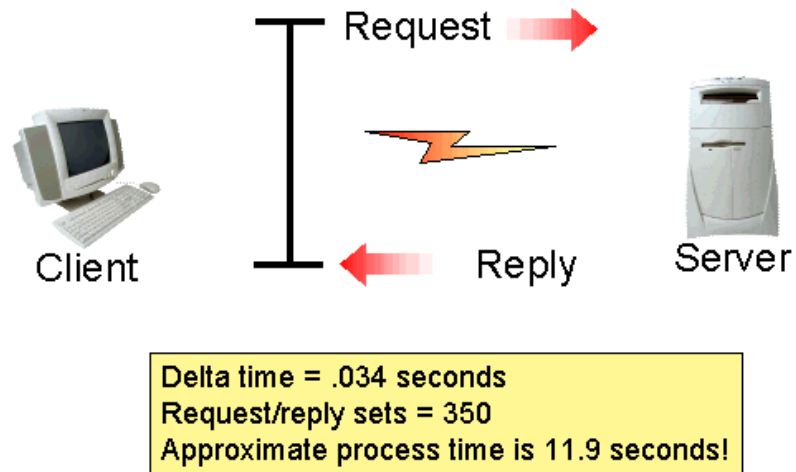 Request
Client
Reply
Server
Delta time = .034 seconds
Request/reply sets = 350
Approximate process time is 11.9 seconds!